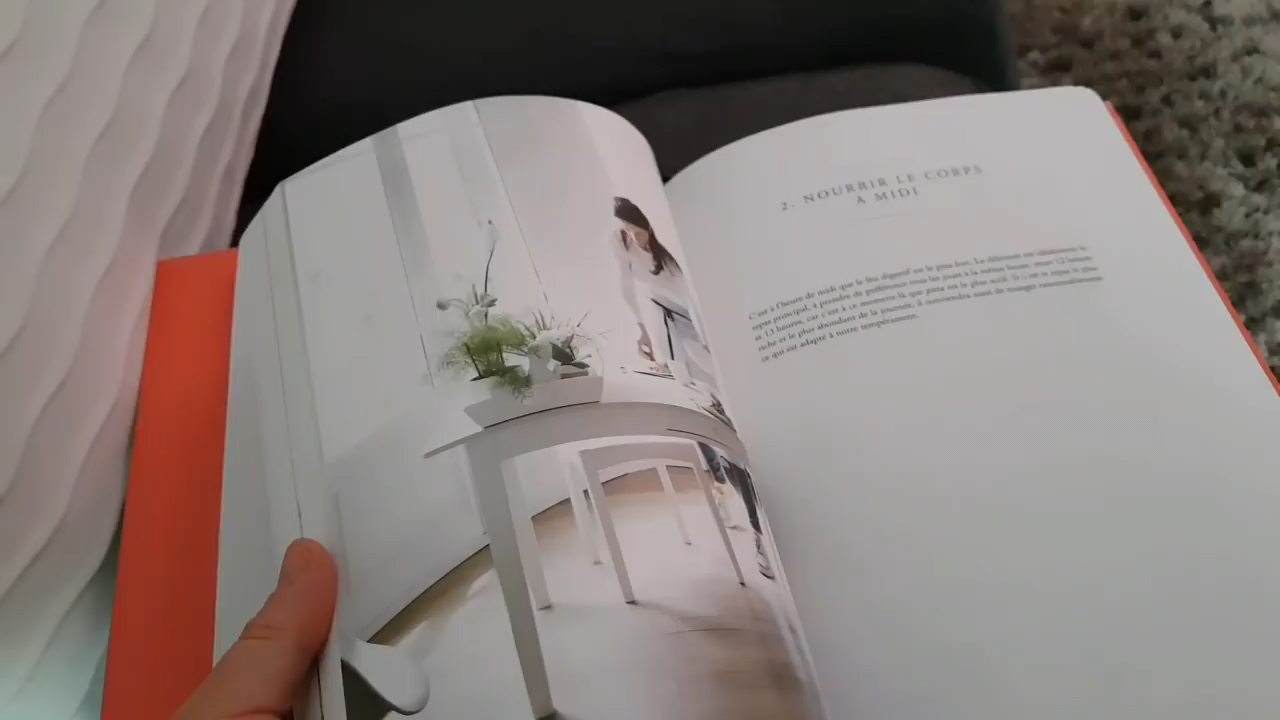 2. NOURRIR LE CORPS
A MIDI
C'est à l'heure de midi que le feu digestif est le plus fort. Le déjeuner est idéalement le
repas principal, à prendre de préférence tous les jours à la même heure, entre 12 heures
et 13 heures, car c'est à ce moment-là que pitta est le plus actif. Si c'est le repas le plus
riche et le plus abondant de la journée, il conviendra aussi de manger raisonnablement
ce qui est adapté à notre tempérament.